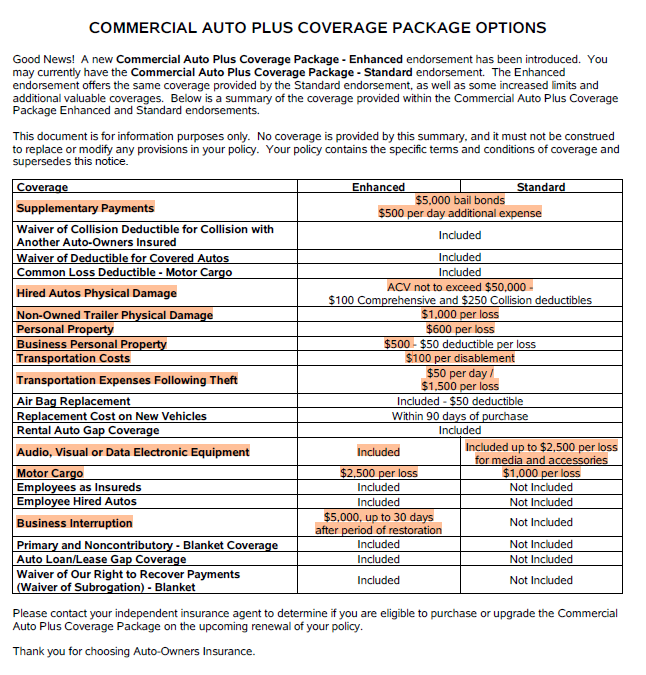 COMMERCIAL AUTO PLUS COVERAGE PACKAGE OPTIONS
Good News!  A new Commercial Auto Plus Coverage Package - Enhanced endorsement has been introduced.  You
may currently have the Commercial Auto Plus Coverage Package - Standard endorsement.  The Enhanced
endorsement offers the same coverage provided by the Standard endorsement, as well as some increased limits and
additional valuable coverages.  Below is a summary of the coverage provided within the Commercial Auto Plus Coverage
Package Enhanced and Standard endorsements.
This document is for information purposes only.  No coverage is provided by this summary, and it must not be construed
to replace or modify any provisions in your policy.  Your policy contains the specific terms and conditions of coverage and
supersedes this notice.
Coverage Enhanced Standard
Supplementary Payments $5,000 bail bonds
$500 per day additional expense
Waiver of Collision Deductible for Collision with
Another Auto-Owners Insured Included
Waiver of Deductible for Covered Autos Included
Common Loss Deductible - Motor Cargo Included
Hired Autos Physical Damage ACV not to exceed $50,000 -
$100 Comprehensive and $250 Collision deductibles
Non-Owned Trailer Physical Damage $1,000 per loss
Personal Property $600 per loss
Business Personal Property $500 - $50 deductible per loss
Transportation Costs $100 per disablement
Transportation Expenses Following Theft $50 per day /
$1,500 per loss
Air Bag Replacement Included - $50 deductible
Replacement Cost on New Vehicles Within 90 days of purchase
Rental Auto Gap Coverage Included
Audio, Visual or Data Electronic Equipment Included Included up to $2,500 per loss
for media and accessories
Motor Cargo $2,500 per loss $1,000 per loss
Employees as Insureds Included Not Included
Employee Hired Autos Included Not Included
Business Interruption $5,000, up to 30 days
after period of restoration Not Included
Primary and Noncontributory - Blanket Coverage Included Not Included
Auto Loan/Lease Gap Coverage Included Not Included
Waiver of Our Right to Recover Payments
(Waiver of Subrogation) - Blanket Included Not Included
Please contact your independent insurance agent to determine if you are eligible to purchase or upgrade the Commercial
Auto Plus Coverage Package on the upcoming renewal of your policy.
Thank you for choosing Auto-Owners Insurance.